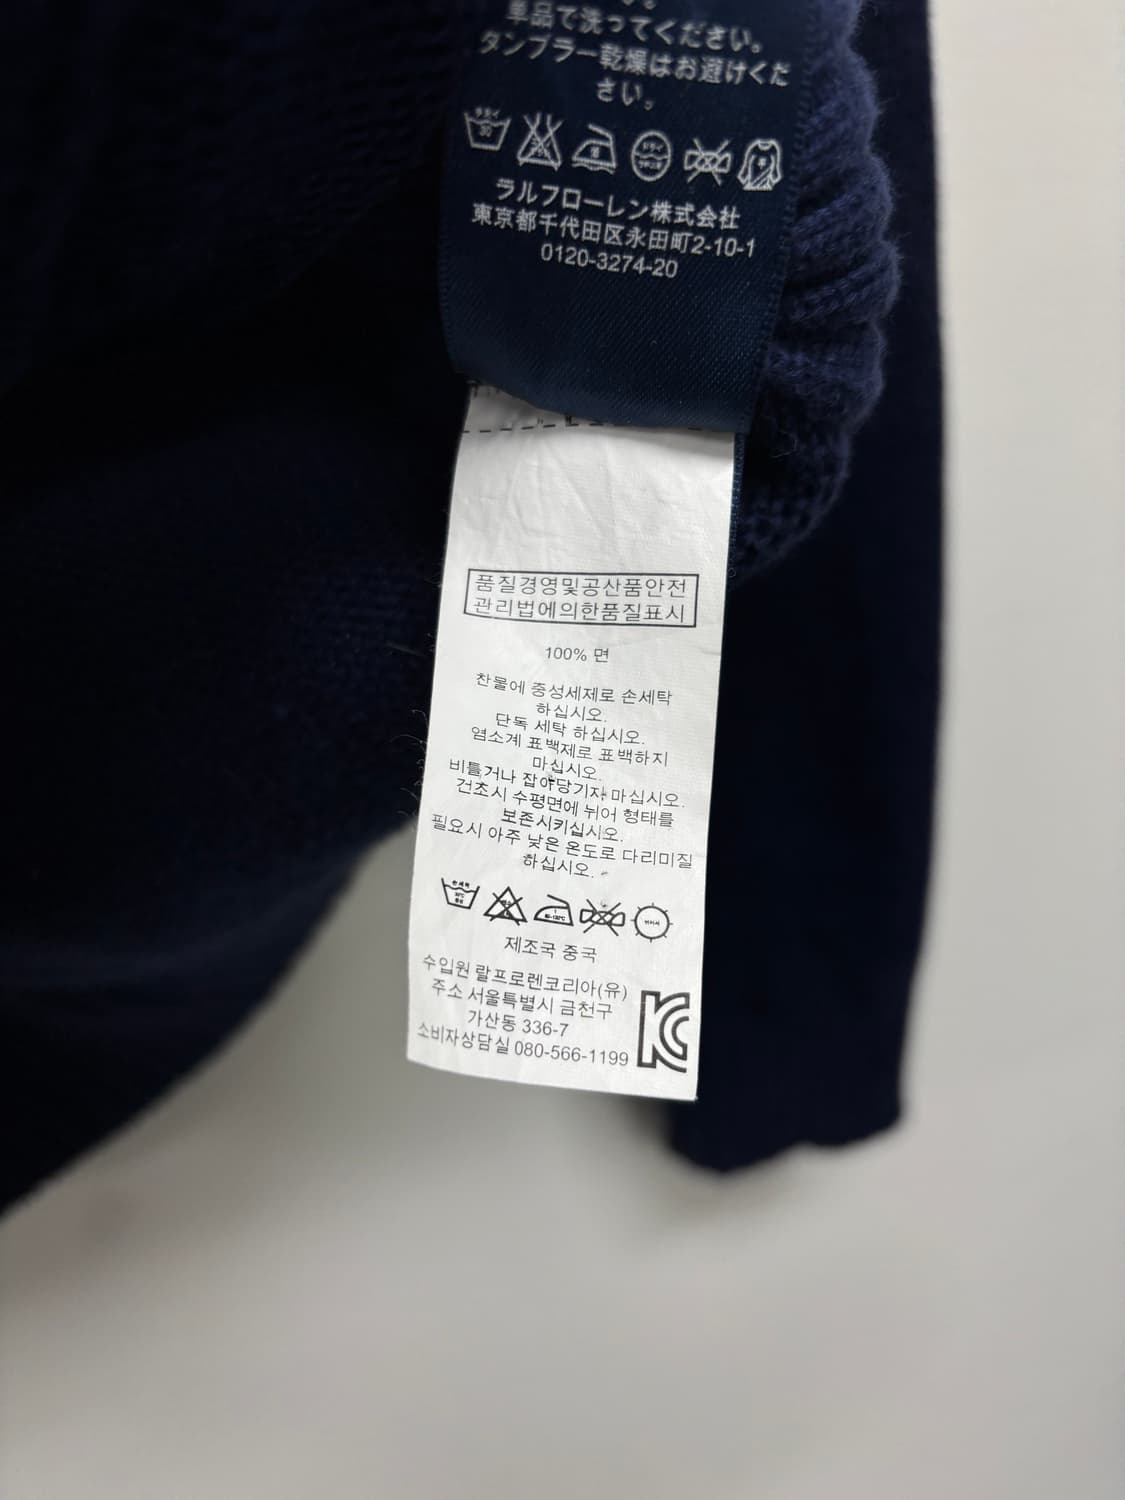 単品で洗ってください。
タンブラー乾燥はお避けくだ
さい。
ラルフローレン株式会社
東京都千代田区永田町2-10-1
0120-3274-20
품질경영및공산품안전
관리법에의한품질표시
100% 면
찬물에 중성세제로 손세탁
하십시오.
단독 세탁 하십시오.
염소계 표백제로 표백하지
마십시오.
비틀거나 잡아당기지 마십시오.
건조시 수평면에 뉘어 형태를
보존시키십시오.
필요시 아주 낮은 온도로 다리미질
하십시오.
제조국 중국
수입원 랄프로렌코리아(유)
주소 서울특별시 금천구
가산동 336-7
소비자상담실 080-566-1199